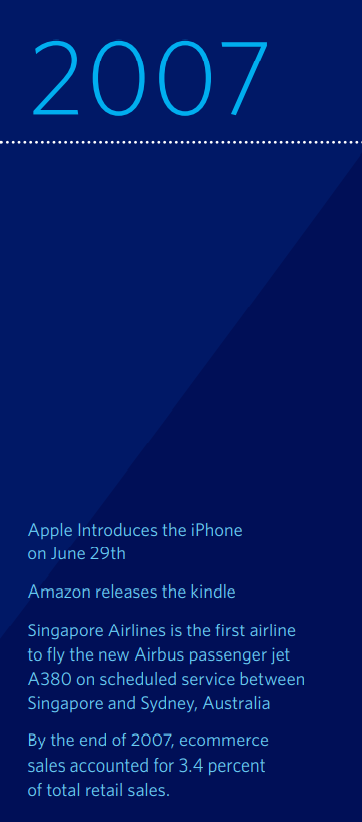 2007
Apple Introduces the iPhone
on June 29th
Amazon releases the kindle
Singapore Airlines is the first airline
to fly the new Airbus passenger jet
A380 on scheduled service between
Singapore and Sydney, Australia
By the end of 2007, ecommerce
sales accounted for 3.4 percent
of total retail sales.